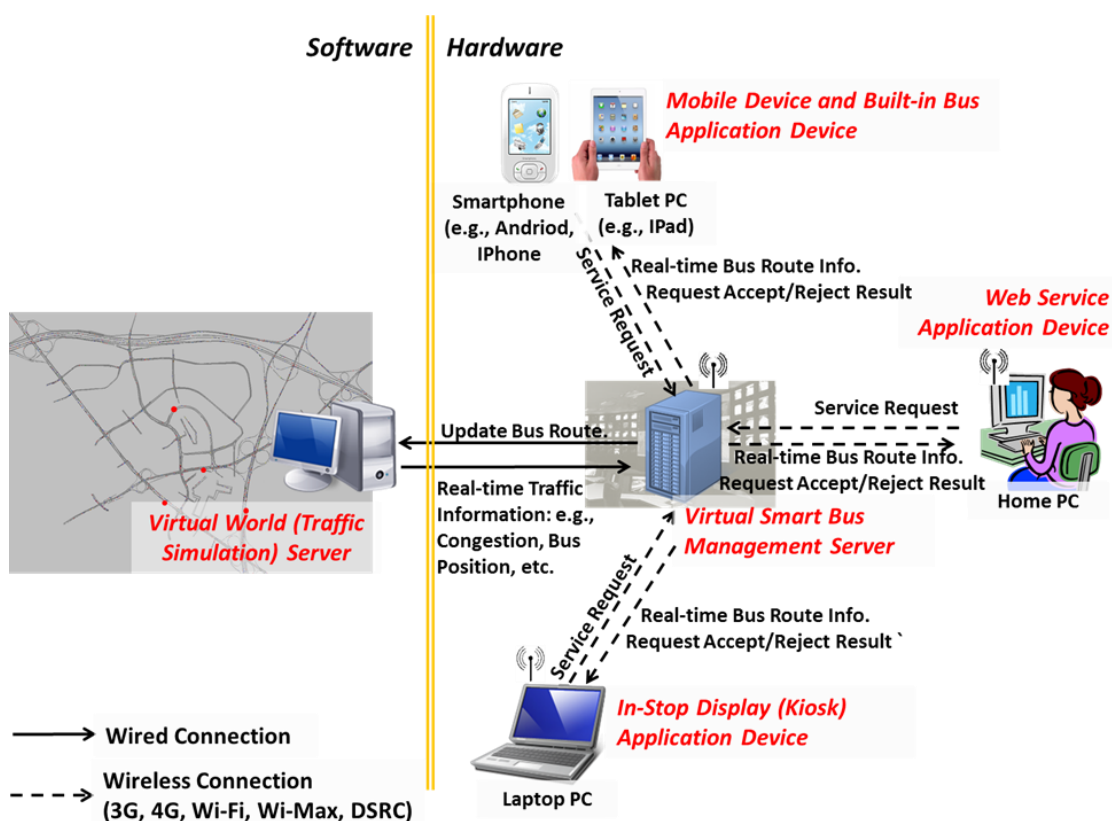 Software
Hardware
Mobile Device and Built-in Bus
Application Device
Smartphone
(e.g., Andriod,
IPhone
Tablet PC
(e.g., IPad)
Service Request
Real-time Bus Route Info.
Request Accept/Reject Result
Web Service
Application Device
Service Request
Real-time Bus Route Info.
Request Accept/Reject Result
Home PC
Update Bus Route.
Real-time Traffic
Information: e.g.,
Congestion, Bus
Position, etc.
Virtual World (Traffic
Simulation) Server
Virtual Smart Bus
Management Server
Service Request
Real-time Bus Route Info.
Request Accept/Reject Result `
In-Stop Display (Kiosk)
Application Device
Laptop PC
Wired Connection
Wireless Connection
(3G, 4G, Wi-Fi, Wi-Max, DSRC)